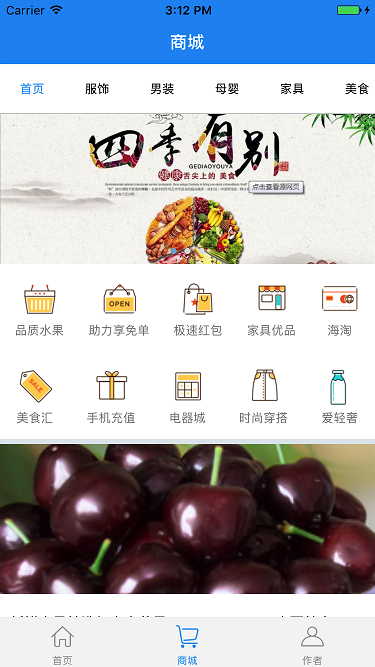 Carrier 3:12 PM
商城
首页 服饰 男装 母婴 家具 美食
四季有别
GEDIAOYOUYA
健康舌尖上的 美食
点击查看源网页
OPEN
品质水果 助力享免单 极速红包 家具优品 海淘
SALE
美食汇 手机充值 电器城 时尚穿搭 爱轻奢
首页 商城 作者